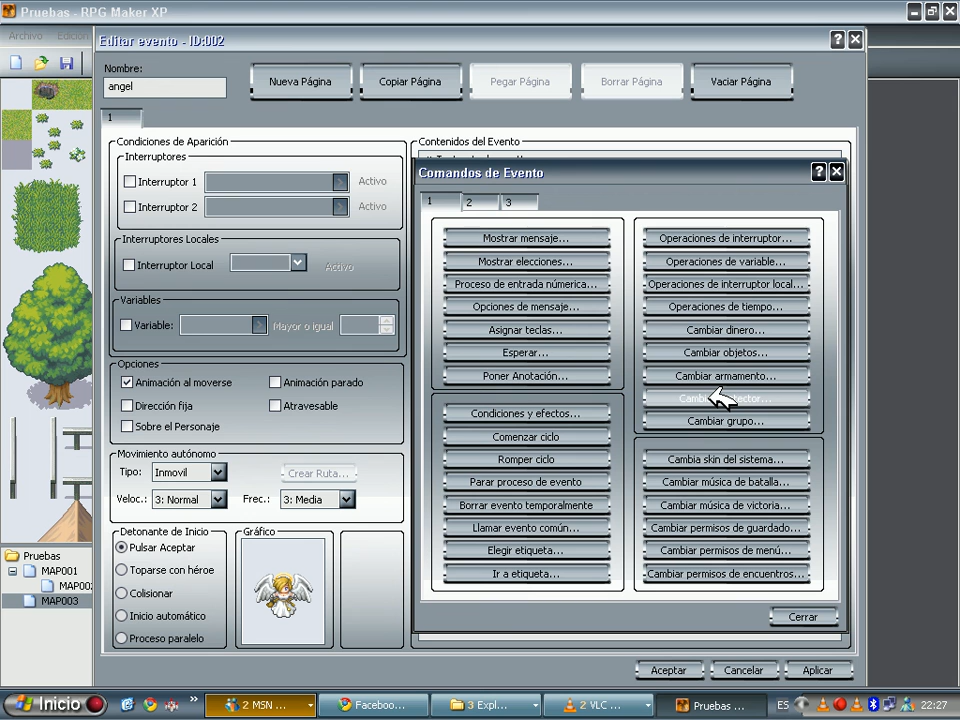 Pruebas - RPG Maker XP
Archivo Edición
Editar evento - ID:002
Nombre:
angel
Nueva Página
Copiar Página
Pegar Página
Borrar Página
Vaciar Página
1
Condiciones de Aparición
Interruptores
Interruptor 1
Activo
Interruptor 2
Activo
Interruptores Locales
Interruptor Local
Activo
Variables
Variable:
Mayor o igual
Opciones
Animación al moverse
Animación parado
Dirección fija
Atravesable
Sobre el Personaje
Movimiento autónomo
Tipo:
Inmovil
Crear Ruta...
Veloc.:
3: Normal
Frec.:
3: Media
Detonante de Inicio
Pulsar Aceptar
Toparse con héroe
Colisionar
Inicio automático
Proceso paralelo
Gráfico
Contenidos del Evento
Comandos de Evento
1
2
3
Mostrar mensaje...
Mostrar elecciones...
Proceso de entrada númerica...
Opciones de mensaje...
Asignar teclas...
Esperar...
Poner Anotación...
Condiciones y efectos...
Comenzar ciclo
Romper ciclo
Parar proceso de evento
Borrar evento temporalmente
Llamar evento común...
Elegir etiqueta...
Ir a etiqueta...
Operaciones de interruptor...
Operaciones de variable...
Operaciones de interruptor local...
Operaciones de tiempo...
Cambiar dinero...
Cambiar objetos...
Cambiar armamento...
Cambiar grupo...
Cambia skin del sistema...
Cambiar música de batalla...
Cambiar música de victoria...
Cambiar permisos de guardado...
Cambiar permisos de menú...
Cambiar permisos de encuentros...
Cerrar
Aceptar
Cancelar
Aplicar
Pruebas
MAP001
MAP002
MAP003
Inicio
2 MSN ...
Faceboo...
3 Expl...
2 VLC ...
Pruebas ...
ES
22:27